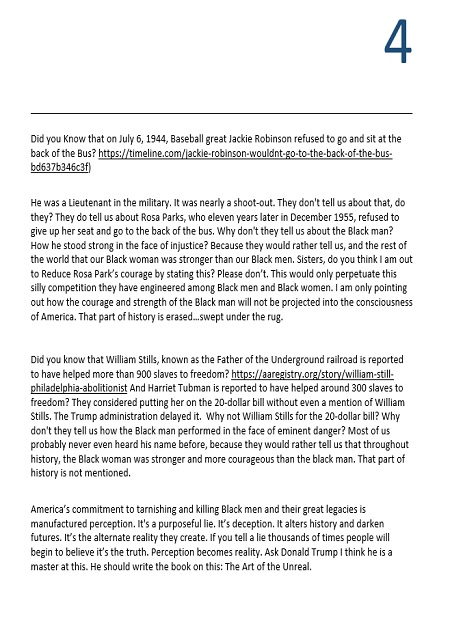 4
Did you Know that on July 6, 1944, Baseball great Jackie Robinson refused to go and sit at the
back of the Bus? https://timeline.com/jackie-robinson-wouldnt-go-to-the-back-of-the-bus-
bd637b346c3f)
He was a Lieutenant in the military. It was nearly a shoot-out. They don't tell us about that, do
they? They do tell us about Rosa Parks, who eleven years later in December 1955, refused to
give up her seat and go to the back of the bus. Why don't they tell us about the Black man?
How he stood strong in the face of injustice? Because they would rather tell us, and the rest of
the world that our Black woman was stronger than our Black men. Sisters, do you think I am out
to Reduce Rosa Park's courage by stating this? Please don't. This would only perpetuate this
silly competition they have engineered among Black men and Black women. I am only pointing
out how the courage and strength of the Black man will not be projected into the consciousness
of America. That part of history is erased…swept under the rug.
Did you know that William Stills, known as the Father of the Underground railroad is reported
to have helped more than 900 slaves to freedom? https://aaregistry.org/story/william-still-
philadelphia-abolitionist And Harriet Tubman is reported to have helped around 300 slaves to
freedom? They considered putting her on the 20-dollar bill without even a mention of William
Stills. The Trump administration delayed it.  Why not William Stills for the 20-dollar bill? Why
don't they tell us how the Black man performed in the face of eminent danger? Most of us
probably never even heard his name before, because they would rather tell us that throughout
history, the Black woman was stronger and more courageous than the black man. That part of
history is not mentioned.
America's commitment to tarnishing and killing Black men and their great legacies is
manufactured perception. It's a purposeful lie. It's deception. It alters history and darken
futures. It's the alternate reality they create. If you tell a lie thousands of times people will
begin to believe it's the truth. Perception becomes reality. Ask Donald Trump I think he is a
master at this. He should write the book on this: The Art of the Unreal.